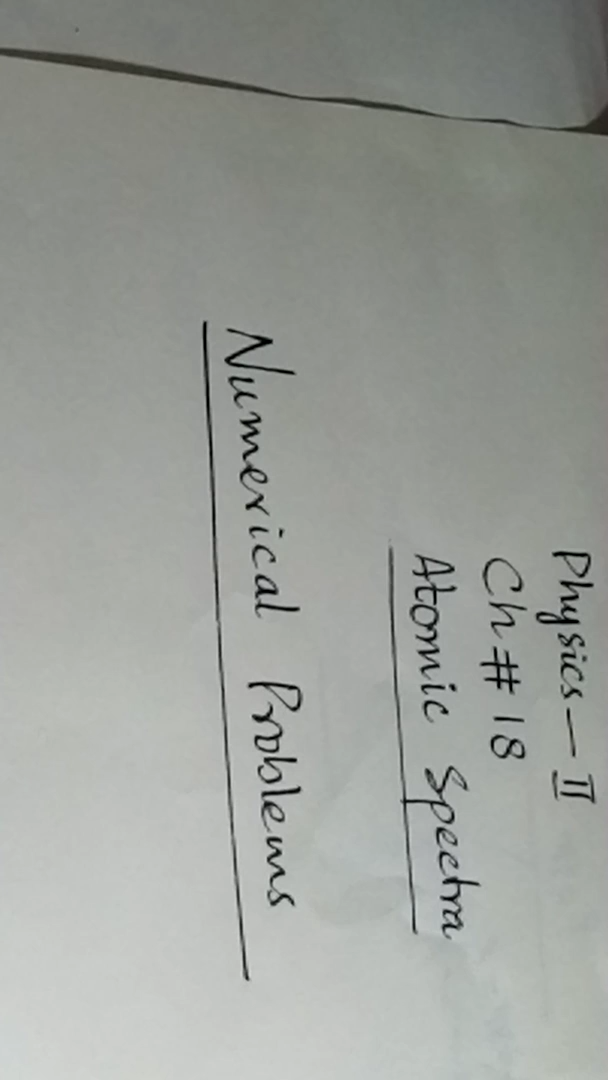 Physics - II
Ch # 18
Atomic Spectra
Numerical Problems